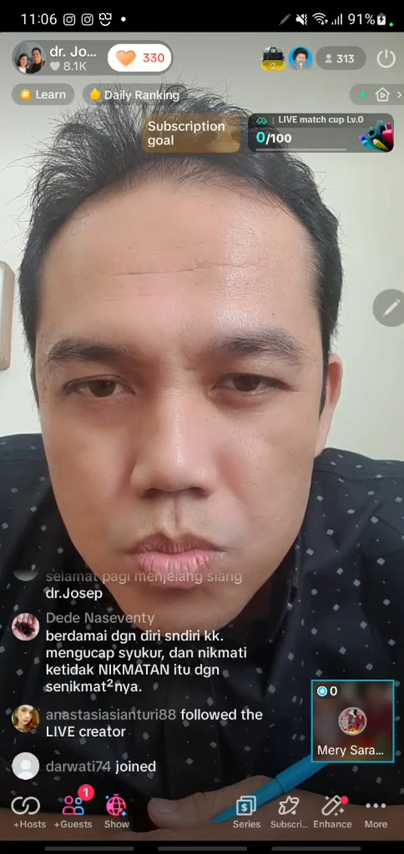 11:06
91%
dr. Jo...
8.1K
330
313
Learn
Daily Ranking
Subscription
goal
LIVE match cup Lv.0
0/100
selamat pagi menjelang siang
dr.Josep
Dede Naseventy
berdamai dgn diri sndiri kk.
mengucap syukur, dan nikmati
ketidak NIKMATAN itu dgn
senikmat²nya.
anastasiasianturi88 followed the
LIVE creator
darwati74 joined
0
Mery Sara...
1
+Hosts
+Guests
Show
Series
Subscri...
Enhance
More